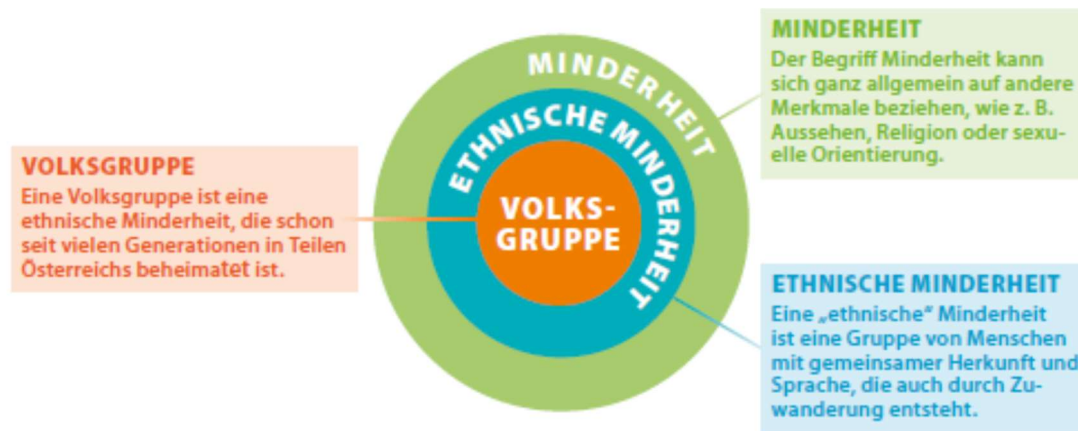 MINDERHEIT
ETHNISCHE MINDERHEIT
VOLKS-
GRUPPE
VOLKSGRUPPE
Eine Volksgruppe ist eine
ethnische Minderheit, die schon
seit vielen Generationen in Teilen
Österreichs beheimatet ist.
MINDERHEIT
Der Begriff Minderheit kann
sich ganz allgemein auf andere
Merkmale beziehen, wie z. B.
Aussehen, Religion oder sexu-
elle Orientierung.
ETHNISCHE MINDERHEIT
Eine „ethnische“ Minderheit
ist eine Gruppe von Menschen
mit gemeinsamer Herkunft und
Sprache, die auch durch Zu-
wanderung entsteht.